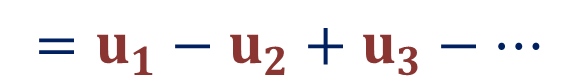 = u₁ − u₂ + u₃ − ⋯